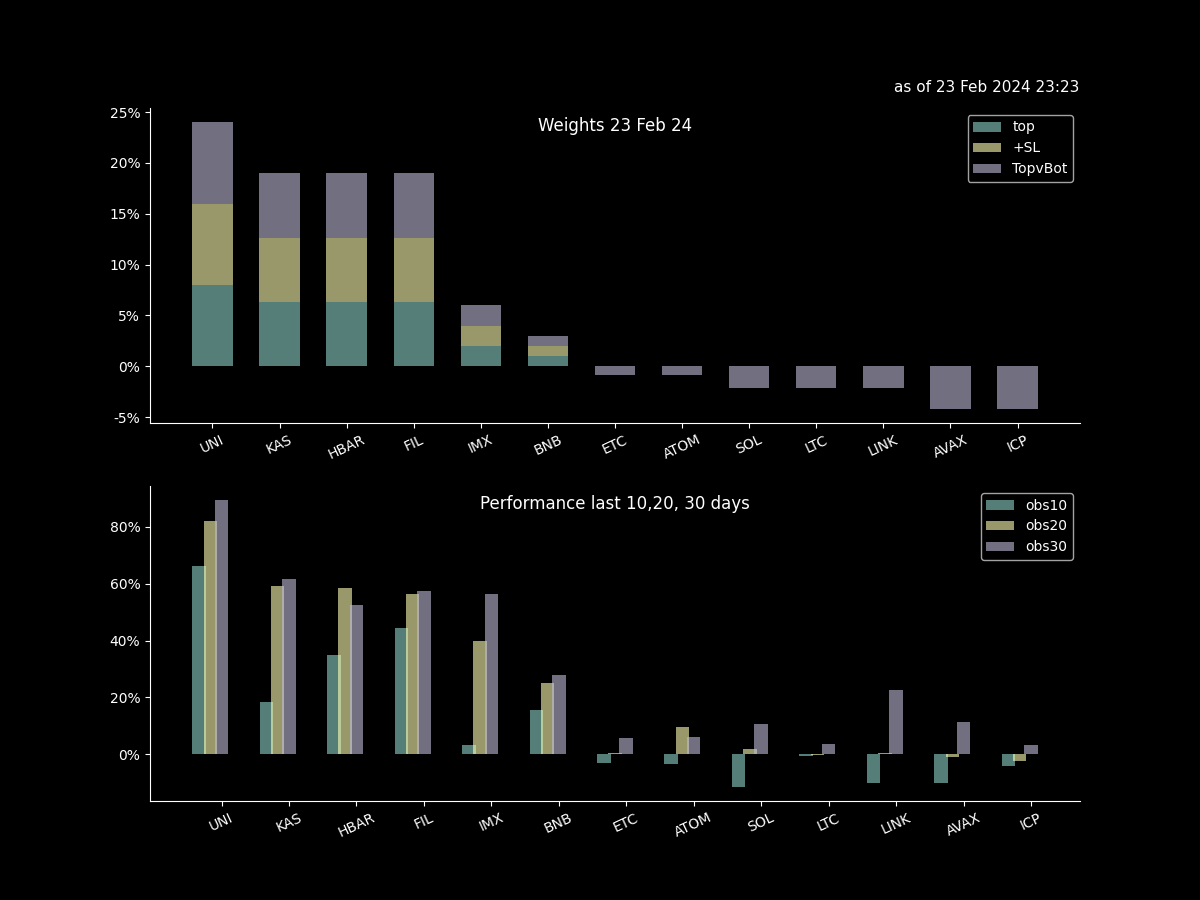 as of 23 Feb 2024 23:23
Weights 23 Feb 24
top
+SL
TopvBot
25%
20%
15%
10%
5%
0%
-5%
UNI KAS HBAR FIL IMX BNB ETC ATOM SOL LTC LINK AVAX ICP
Performance last 10,20, 30 days
obs10
obs20
obs30
80%
60%
40%
20%
0%
UNI KAS HBAR FIL IMX BNB ETC ATOM SOL LTC LINK AVAX ICP